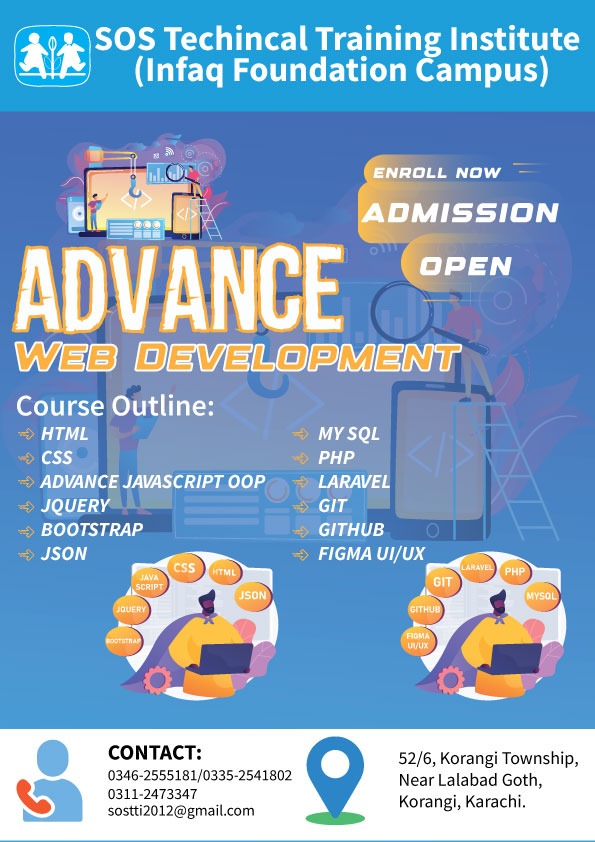 SOS Techincal Training Institute
(Infaq Foundation Campus)
ENROLL NOW
ADMISSION
OPEN
ADVANCE
WEB DEVELOPMENT
Course Outline:
HTML
CSS
ADVANCE JAVASCRIPT OOP
JQUERY
BOOTSTRAP
JSON
MY SQL
PHP
LARAVEL
GIT
GITHUB
FIGMA UI/UX
BOOTSTRAP
JQUERY
JAVA
SCRIPT
CSS
HTML
JSON
FIGMA
UI/UX
GITHUB
GIT
LARAVEL
PHP
MYSQL
CONTACT:
0346-2555181/0335-2541802
0311-2473347
sostti2012@gmail.com
52/6, Korangi Township,
Near Lalabad Goth,
Korangi, Karachi.